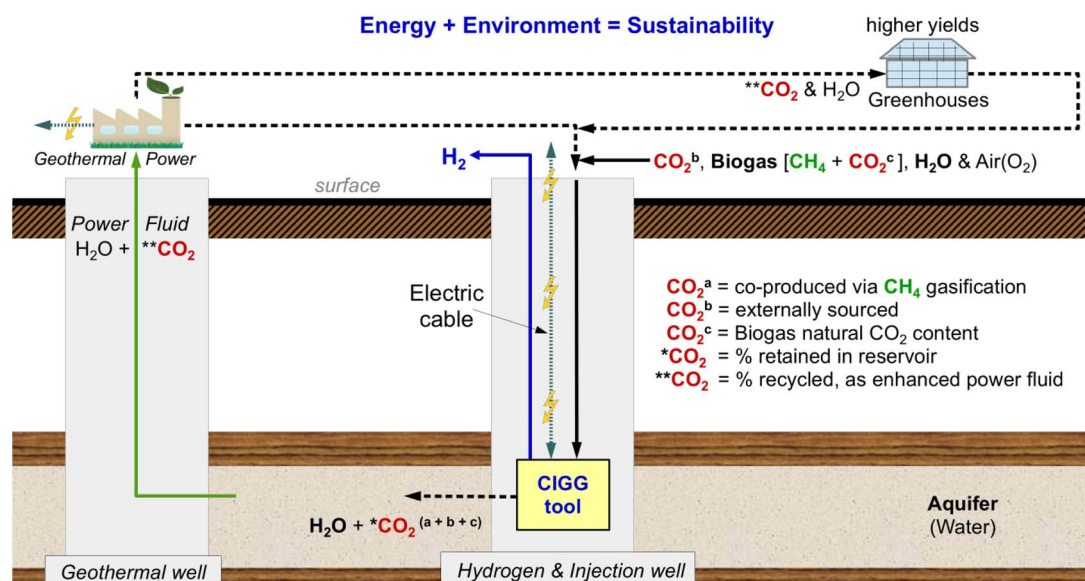 Energy + Environment = Sustainability
higher yields
Greenhouses
**CO₂ & H₂O
Geothermal Power
H₂
CO₂ᵇ, Biogas [CH₄ + CO₂ᶜ], H₂O & Air(O₂)
surface
Power Fluid
H₂O + **CO₂
Electric
cable
CO₂ᵃ = co-produced via CH₄ gasification
CO₂ᵇ = externally sourced
CO₂ᶜ = Biogas natural CO₂ content
*CO₂ = % retained in reservoir
**CO₂ = % recycled, as enhanced power fluid
CIGG
tool
H₂O + *CO₂ ⁽ᵃ ⁺ ᵇ ⁺ ᶜ⁾
Aquifer
(Water)
Geothermal well
Hydrogen & Injection well